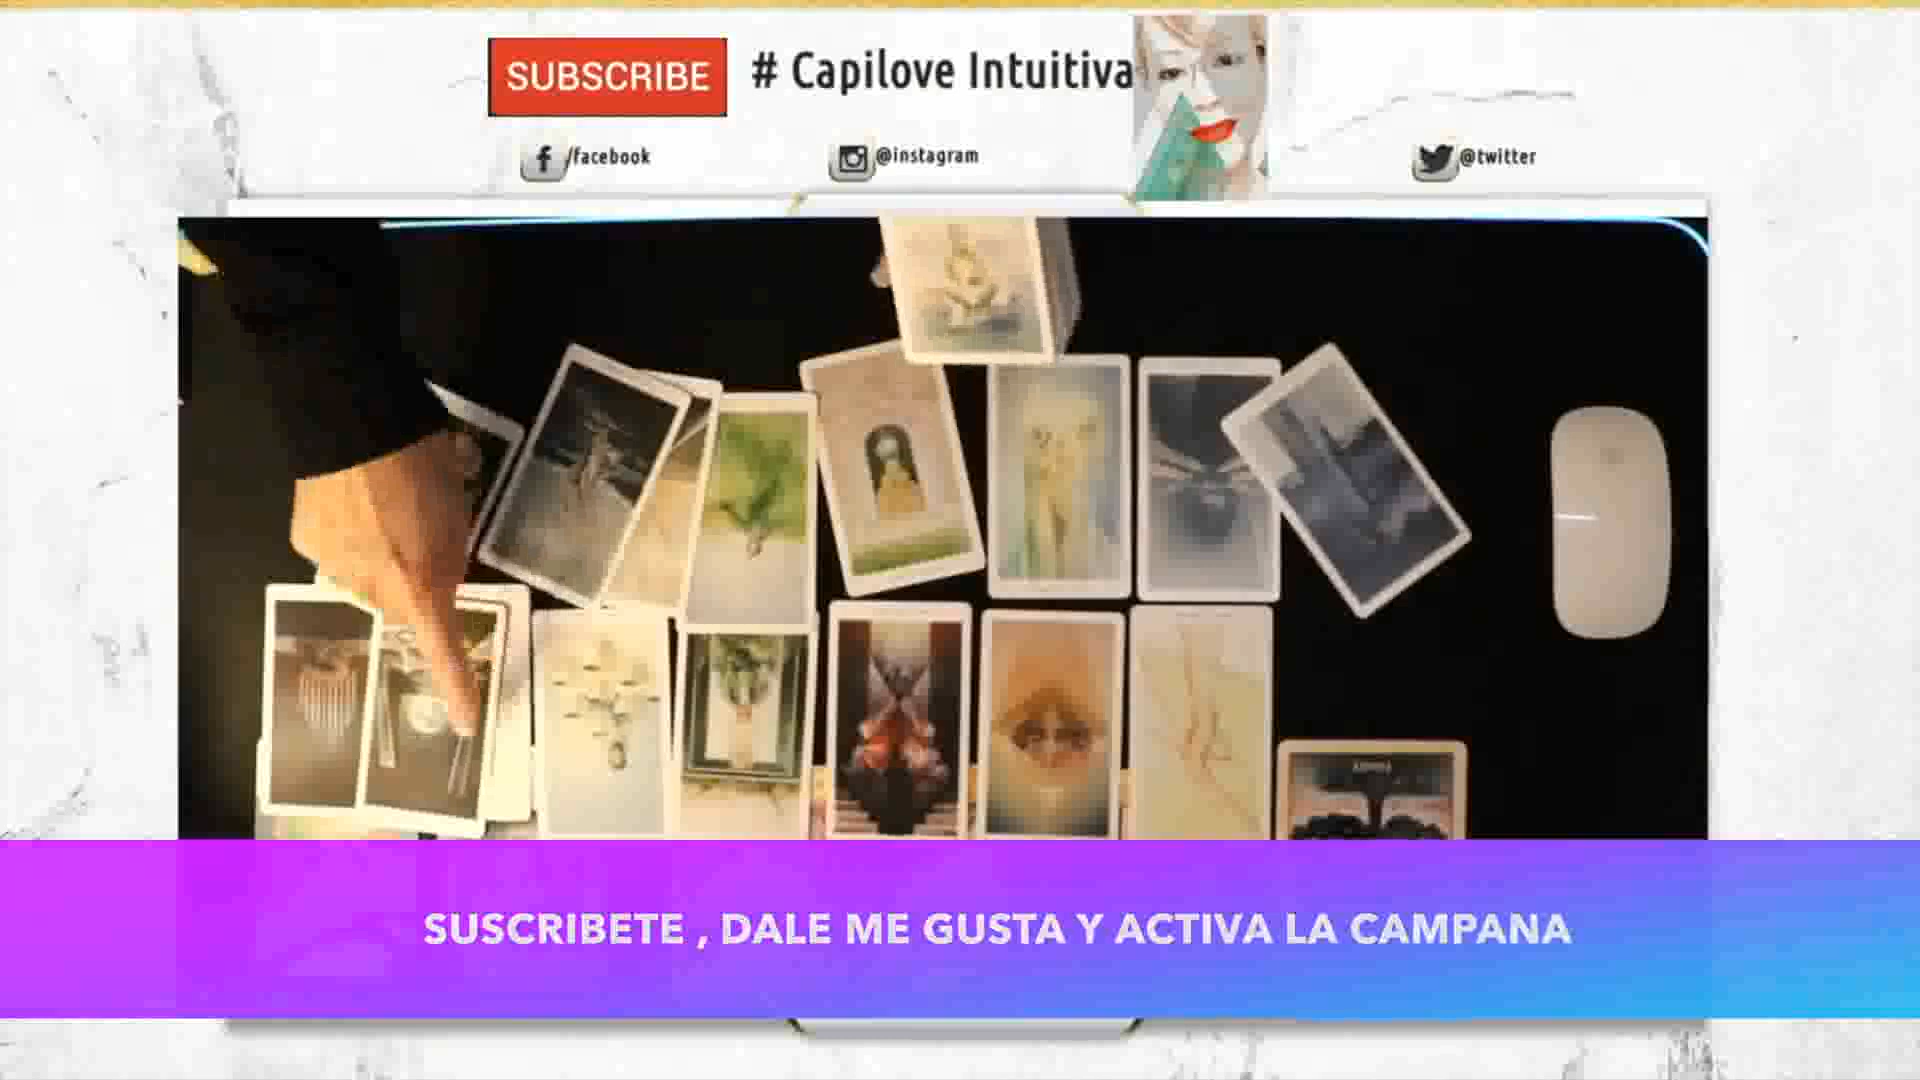 SUBSCRIBE
# Capilove Intuitiva
f/facebook
@instagram
@twitter
SUSCRIBETE , DALE ME GUSTA Y ACTIVA LA CAMPANA